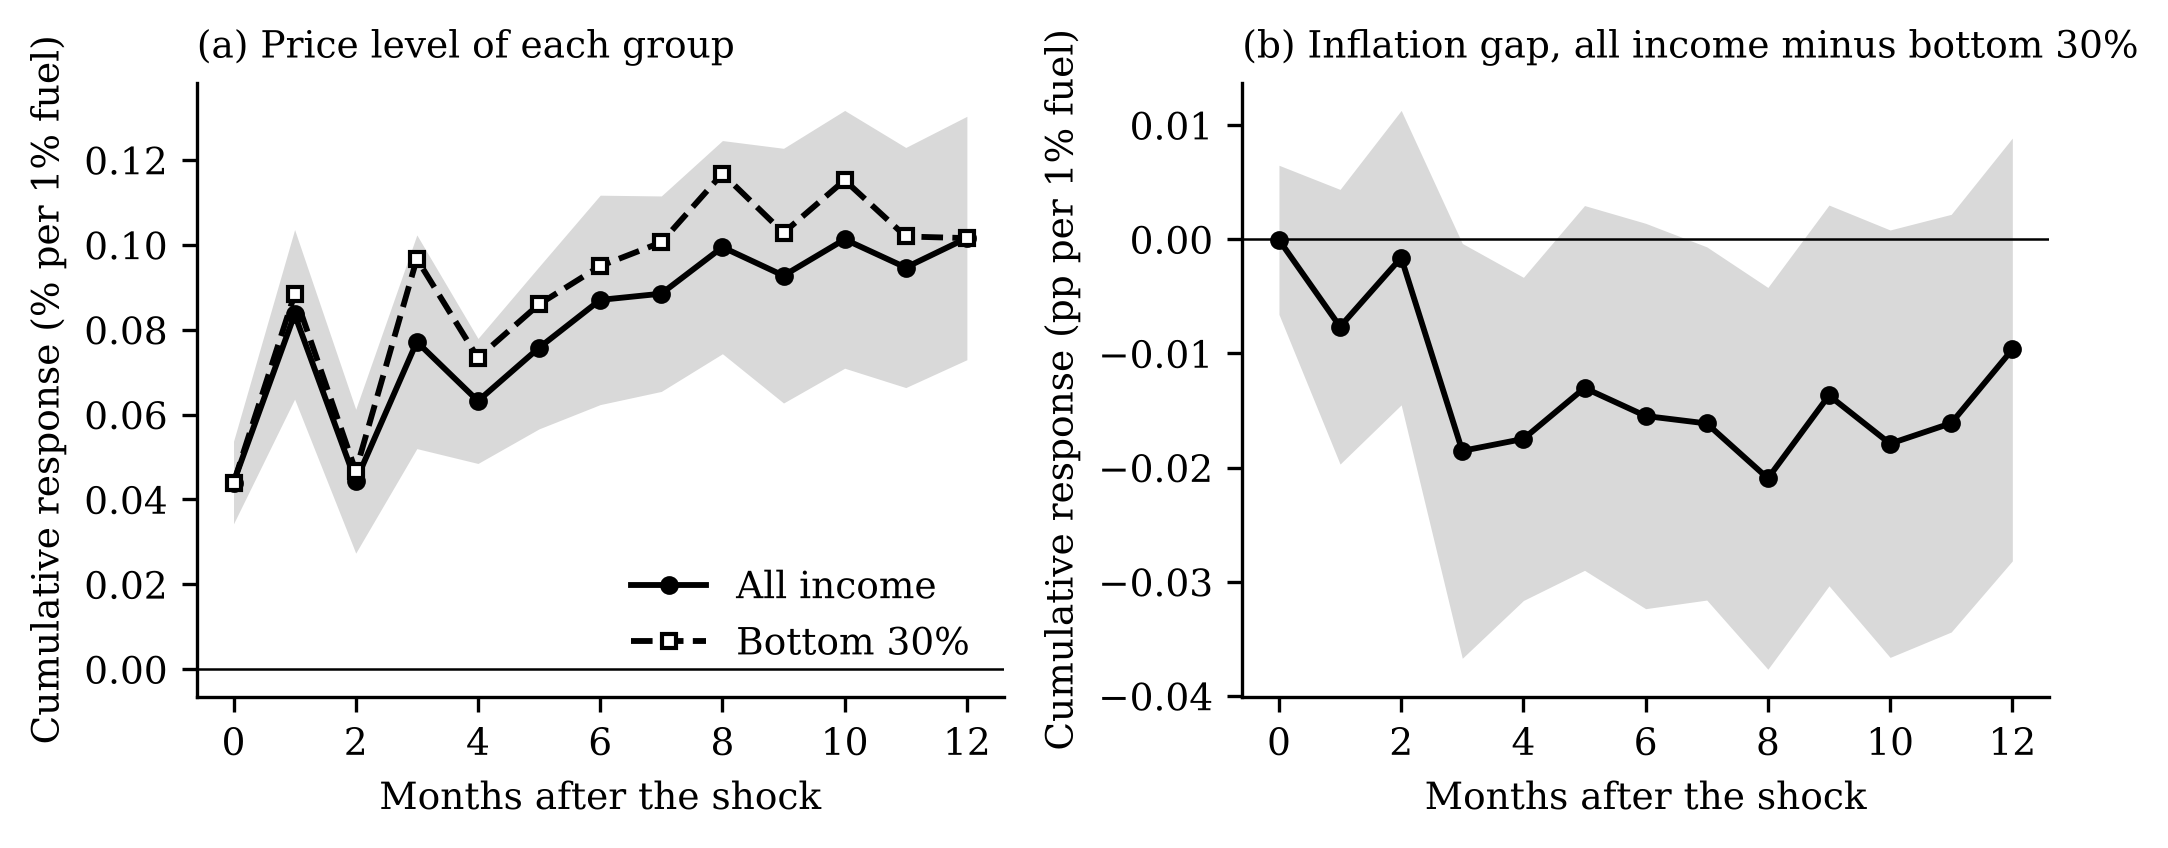 (a) Price level of each group
Cumulative response (% per 1% fuel)
0.12
0.10
0.08
0.06
0.04
0.02
0.00
All income
Bottom 30%
0 2 4 6 8 10 12
Months after the shock
(b) Inflation gap, all income minus bottom 30%
Cumulative response (pp per 1% fuel)
0.01
0.00
−0.01
−0.02
−0.03
−0.04
0 2 4 6 8 10 12
Months after the shock